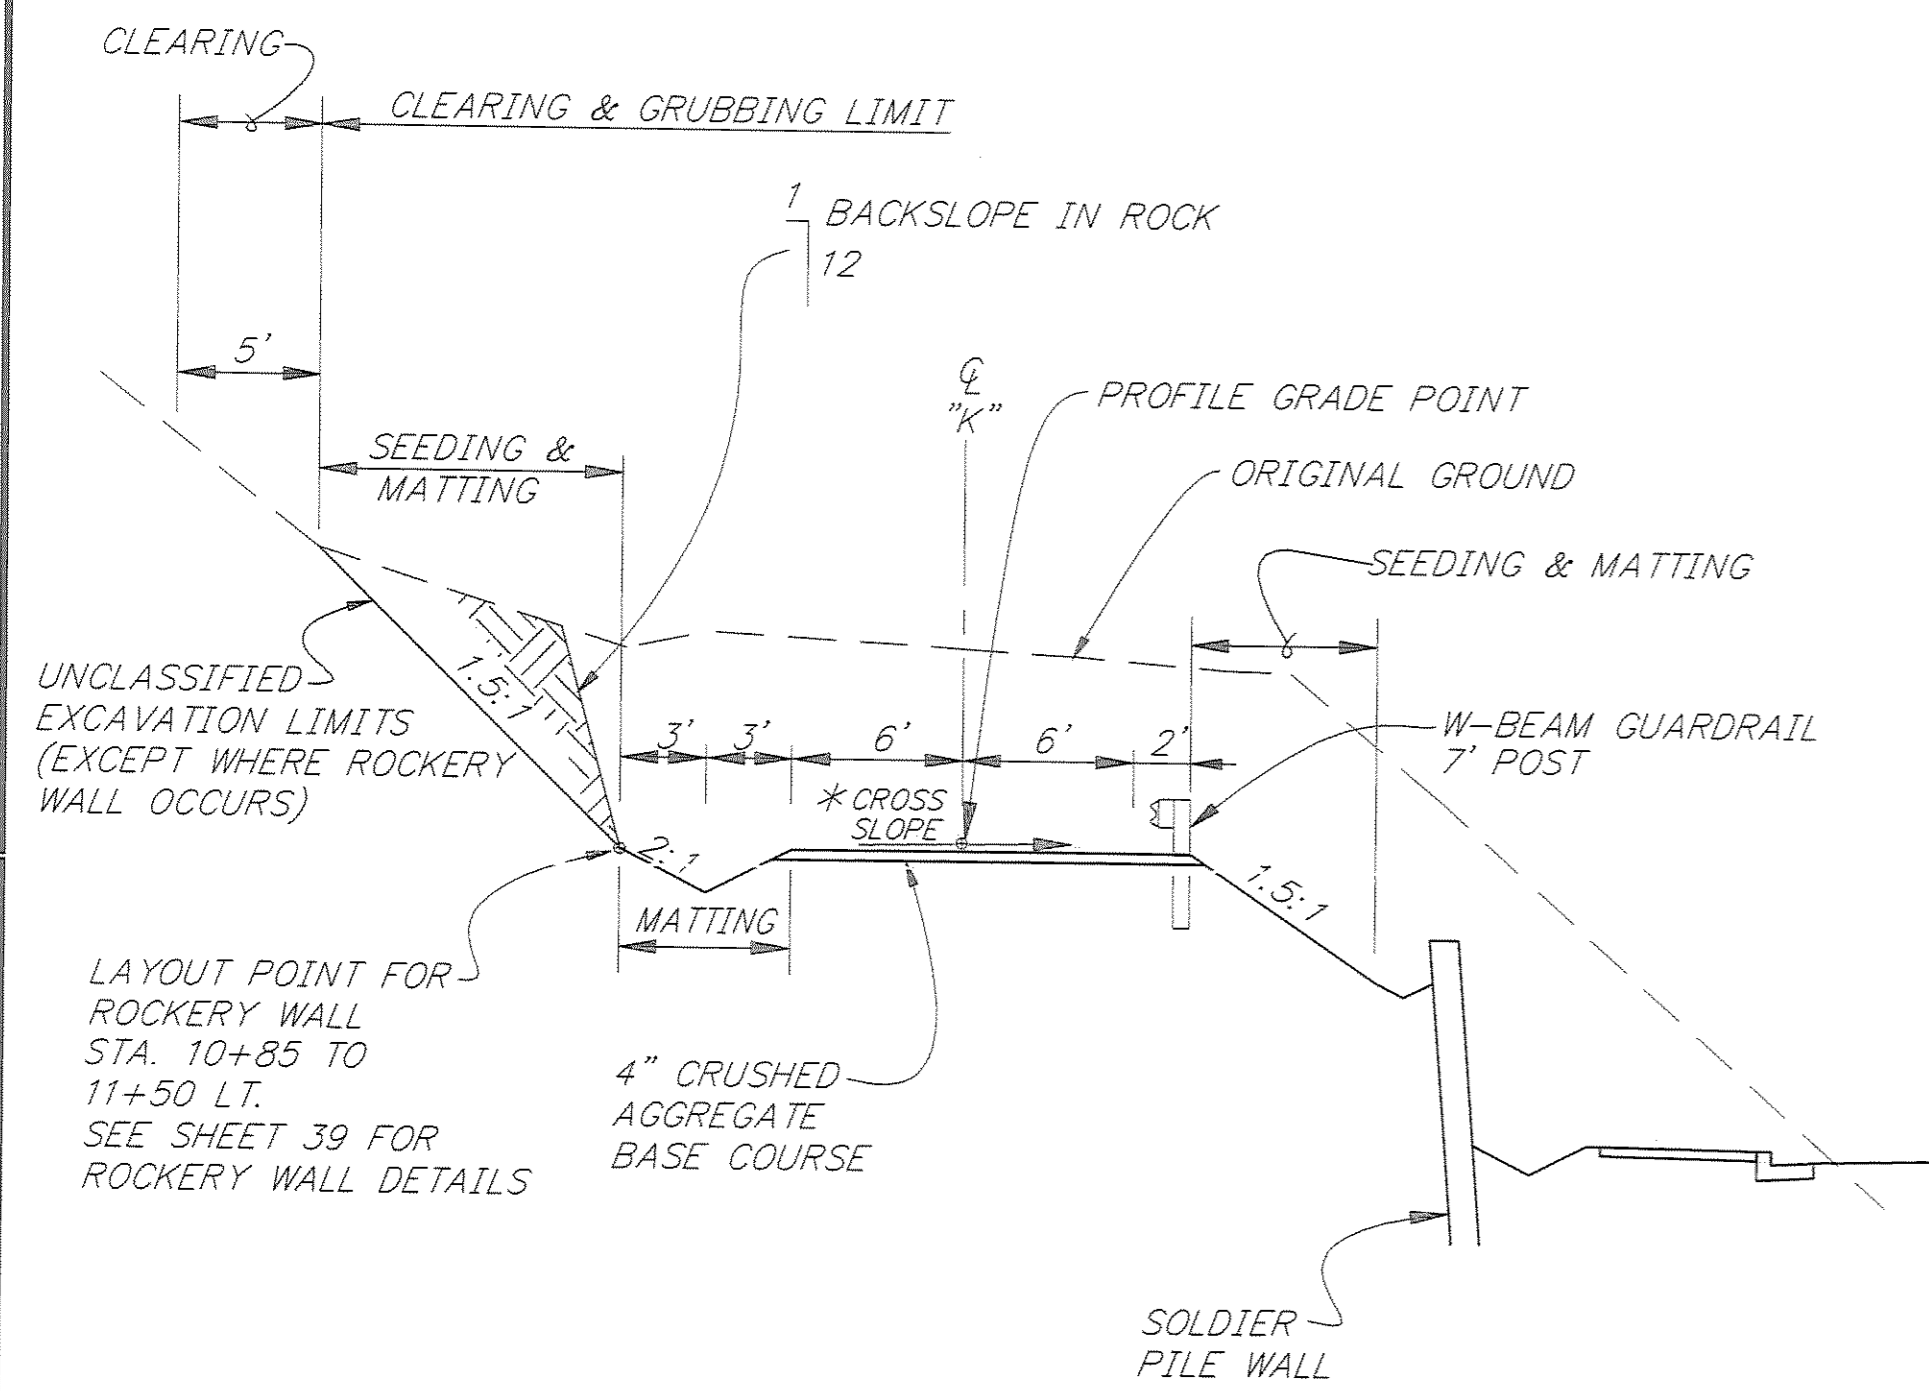 CLEARING
CLEARING & GRUBBING LIMIT
1
BACKSLOPE IN ROCK
12
5'
℄
"K"
PROFILE GRADE POINT
SEEDING &
MATTING
ORIGINAL GROUND
SEEDING & MATTING
UNCLASSIFIED
EXCAVATION LIMITS
(EXCEPT WHERE ROCKERY
WALL OCCURS)
1.5:1
3'
3'
6'
6'
2'
W-BEAM GUARDRAIL
7' POST
* CROSS
SLOPE
2:1
1.5:1
MATTING
LAYOUT POINT FOR
ROCKERY WALL
STA. 10+85 TO
11+50 LT.
SEE SHEET 39 FOR
ROCKERY WALL DETAILS
4" CRUSHED
AGGREGATE
BASE COURSE
SOLDIER
PILE WALL